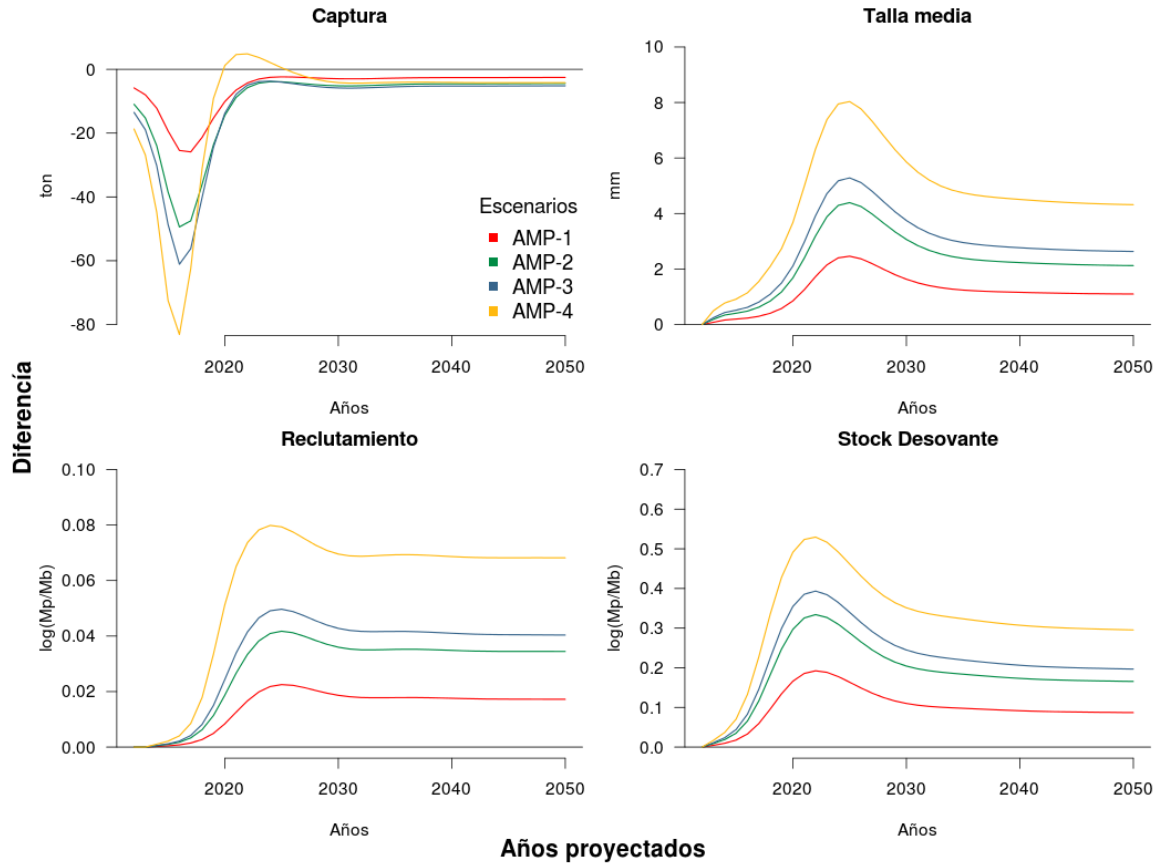 Captura
0
-20
-40
-60
-80
ton
Escenarios
AMP-1
AMP-2
AMP-3
AMP-4
2020 2030 2040 2050
Años
Talla media
10
8
6
4
2
0
mm
2020 2030 2040 2050
Años
Diferencía
Reclutamiento
0.10
0.08
0.06
0.04
0.02
0.00
log(Mp/Mb)
2020 2030 2040 2050
Años
Stock Desovante
0.7
0.6
0.5
0.4
0.3
0.2
0.1
0.0
log(Mp/Mb)
2020 2030 2040 2050
Años
Años proyectados